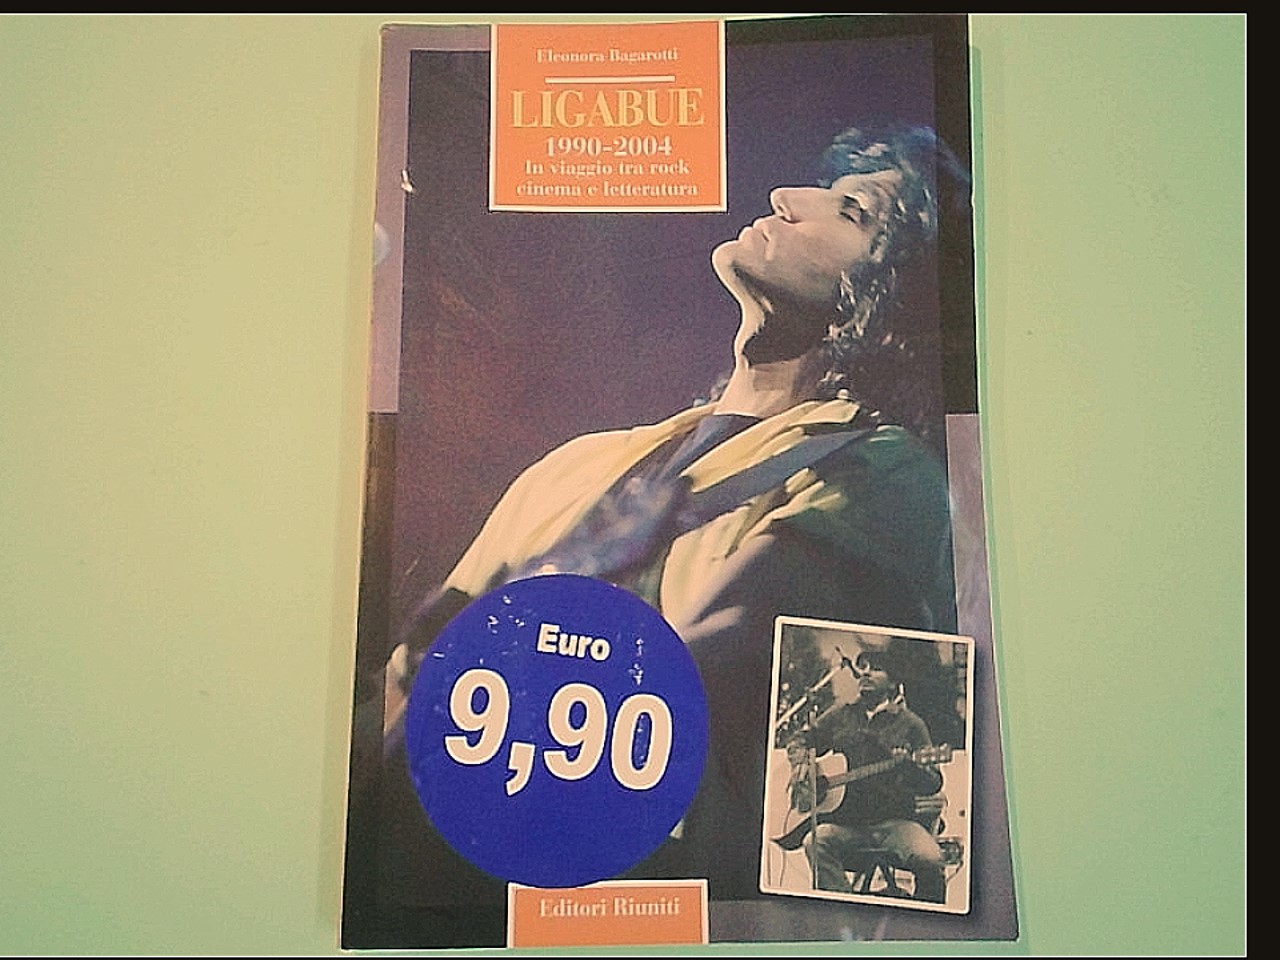 Eleonora Bagarotti
LIGABUE
1990-2004
In viaggio tra rock
cinema e letteratura
Euro
9,90
Editori Riuniti